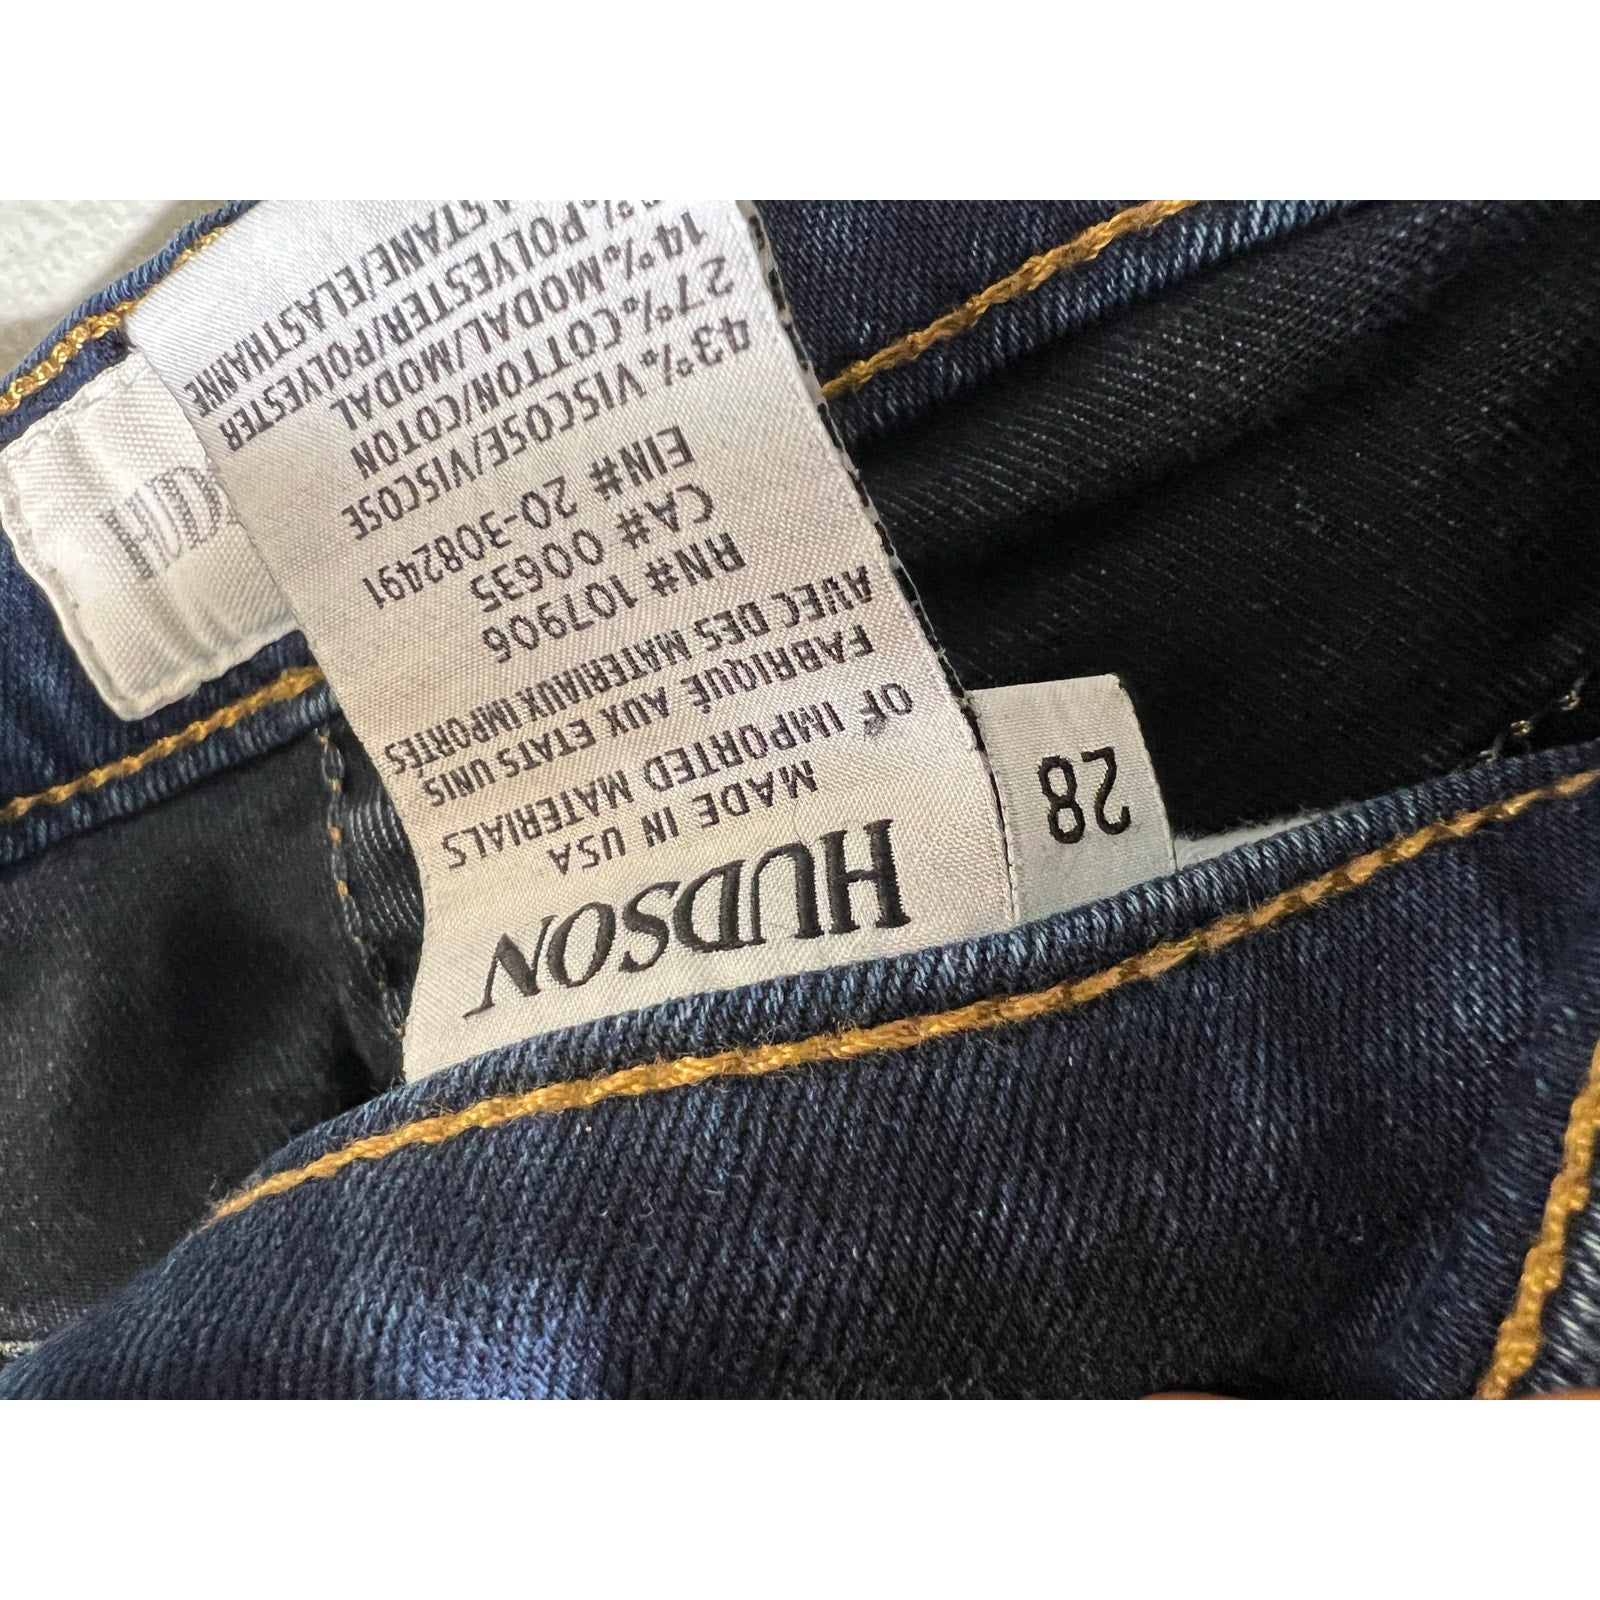 HUDSON
MADE IN USA
OF IMPORTED MATERIALS
FABRIQUÉ AUX ETATS UNIS
AVEC DES MATERIAUX IMPORTÉS
RN# 107906
CA# 00635
EIN# 20-3082491
43% VISCOSE/VISCOSE
27% COTTON/COTON
14% MODAL/MODAL
% POLYESTER/POLYESTER
/ELASTHANNE
28